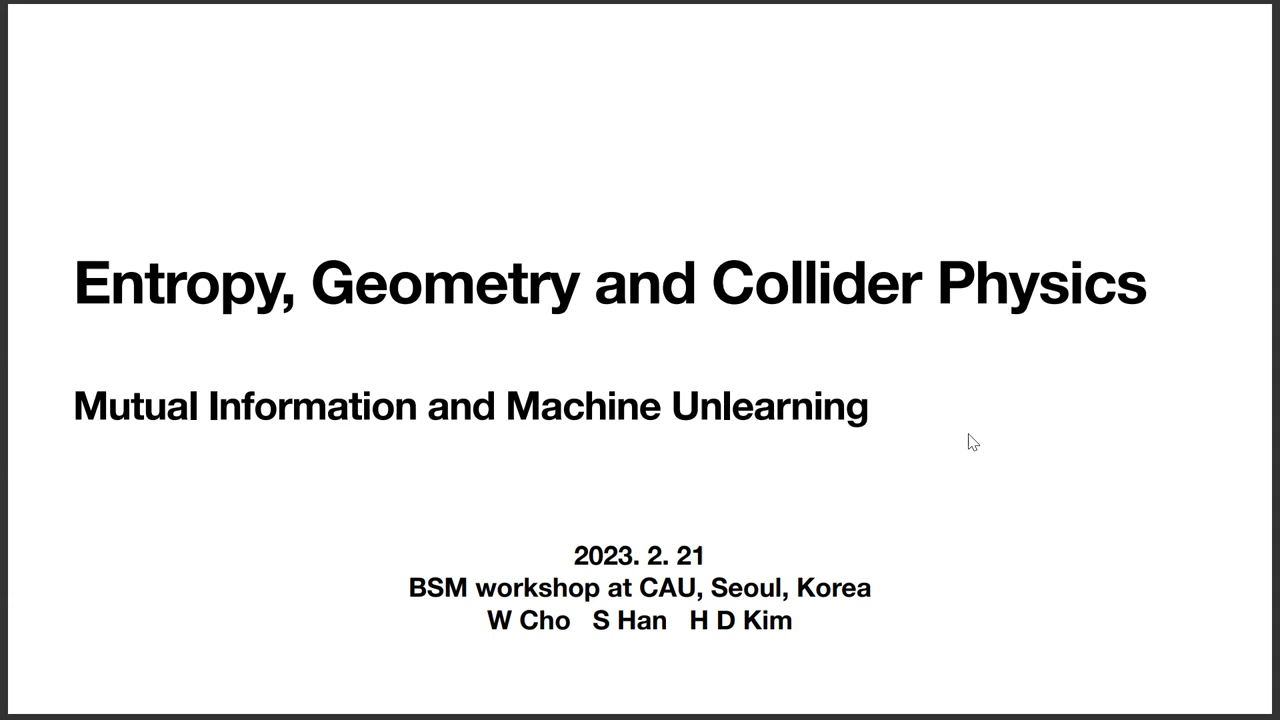 Entropy, Geometry and Collider Physics
Mutual Information and Machine Unlearning
2023. 2. 21
BSM workshop at CAU, Seoul, Korea
W Cho S Han H D Kim